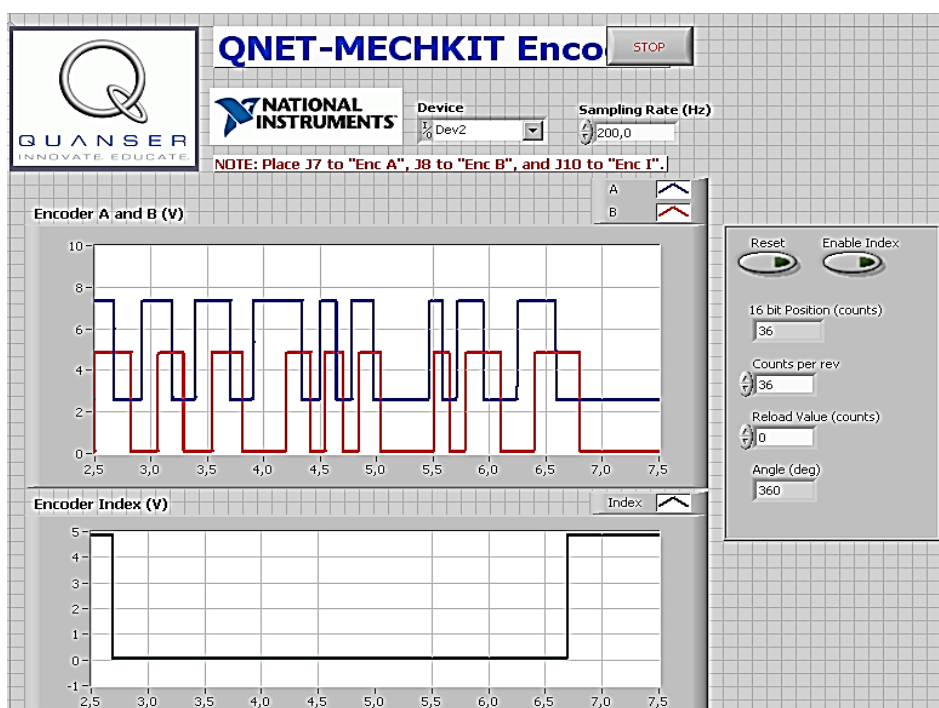 QNET-MECHKIT Enco
STOP
QUANSER
INNOVATE. EDUCATE.
NATIONAL
INSTRUMENTS
Device
I/O Dev2
Sampling Rate (Hz)
200,0
NOTE: Place J7 to "Enc A", J8 to "Enc B", and J10 to "Enc I".
A
B
Encoder A and B (V)
10
8
6
4
2
0
2,5 3,0 3,5 4,0 4,5 5,0 5,5 6,0 6,5 7,0 7,5
Reset Enable Index
16 bit Position (counts)
36
Counts per rev
36
Reload Value (counts)
0
Angle (deg)
360
Encoder Index (V)
Index
5
4
3
2
1
0
-1
2,5 3,0 3,5 4,0 4,5 5,0 5,5 6,0 6,5 7,0 7,5